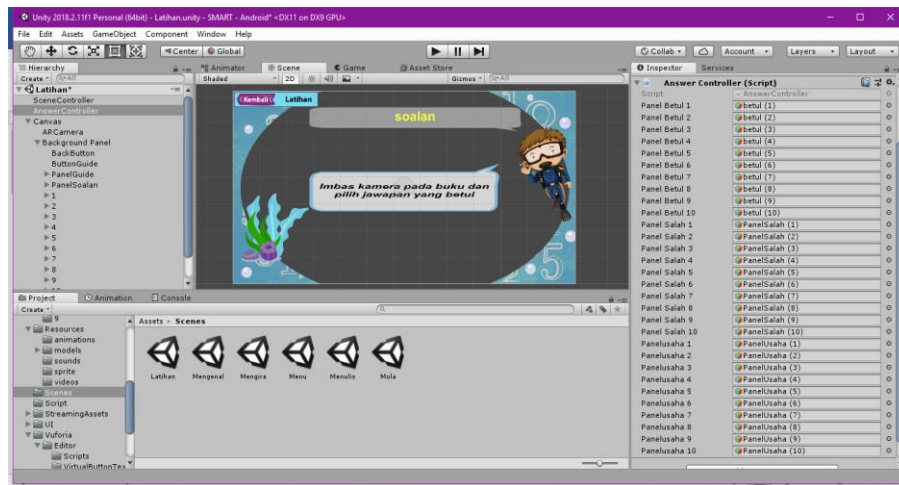 Unity 2018.2.11f1 Personal (64bit) - Latihan.unity - SMART - Android* <DX11 on DX9 GPU>
File Edit Assets GameObject Component Window Help
Center Global Collab Account Layers Layout
Hierarchy Animator Scene Game Asset Store Inspector Services
Create All Shaded 2D Gizmos All
Latihan*
SceneController
AnswerController
Canvas
ARCamera
Background Panel
BackButton
ButtonGuide
PanelGuide
PanelSoalan
1
2
3
4
5
6
7
8
9
Kembali Latihan
soalan
Imbas kamera pada buku dan
pilih jawapan yang betul
Answer Controller (Script)
Script AnswerController
Panel Betul 1 betul (1)
Panel Betul 2 betul (2)
Panel Betul 3 betul (3)
Panel Betul 4 betul (4)
Panel Betul 5 betul (5)
Panel Betul 6 betul (6)
Panel Betul 7 betul (7)
Panel Betul 8 betul (8)
Panel Betul 9 betul (9)
Panel Betul 10 betul (10)
Panel Salah 1 PanelSalah (1)
Panel Salah 2 PanelSalah (2)
Panel Salah 3 PanelSalah (3)
Panel Salah 4 PanelSalah (4)
Panel Salah 5 PanelSalah (5)
Panel Salah 6 PanelSalah (6)
Panel Salah 7 PanelSalah (7)
Panel Salah 8 PanelSalah (8)
Panel Salah 9 PanelSalah (9)
Panel Salah 10 PanelSalah (10)
Panelusaha 1 PanelUsaha (1)
Panelusaha 2 PanelUsaha (2)
Panelusaha 3 PanelUsaha (3)
Panelusaha 4 PanelUsaha (4)
Panelusaha 5 PanelUsaha (5)
Panelusaha 6 PanelUsaha (6)
Panelusaha 7 PanelUsaha (7)
Panelusaha 8 PanelUsaha (8)
Panelusaha 9 PanelUsaha (9)
Panelusaha 10 PanelUsaha (10)
Project Animation Console
Create
9
Resources
animations
models
sounds
sprite
videos
Scenes
Script
StreamingAssets
UI
Vuforia
Editor
Scripts
Assets Scenes
Latihan Mengenal Mengira Menu Menulis Mula